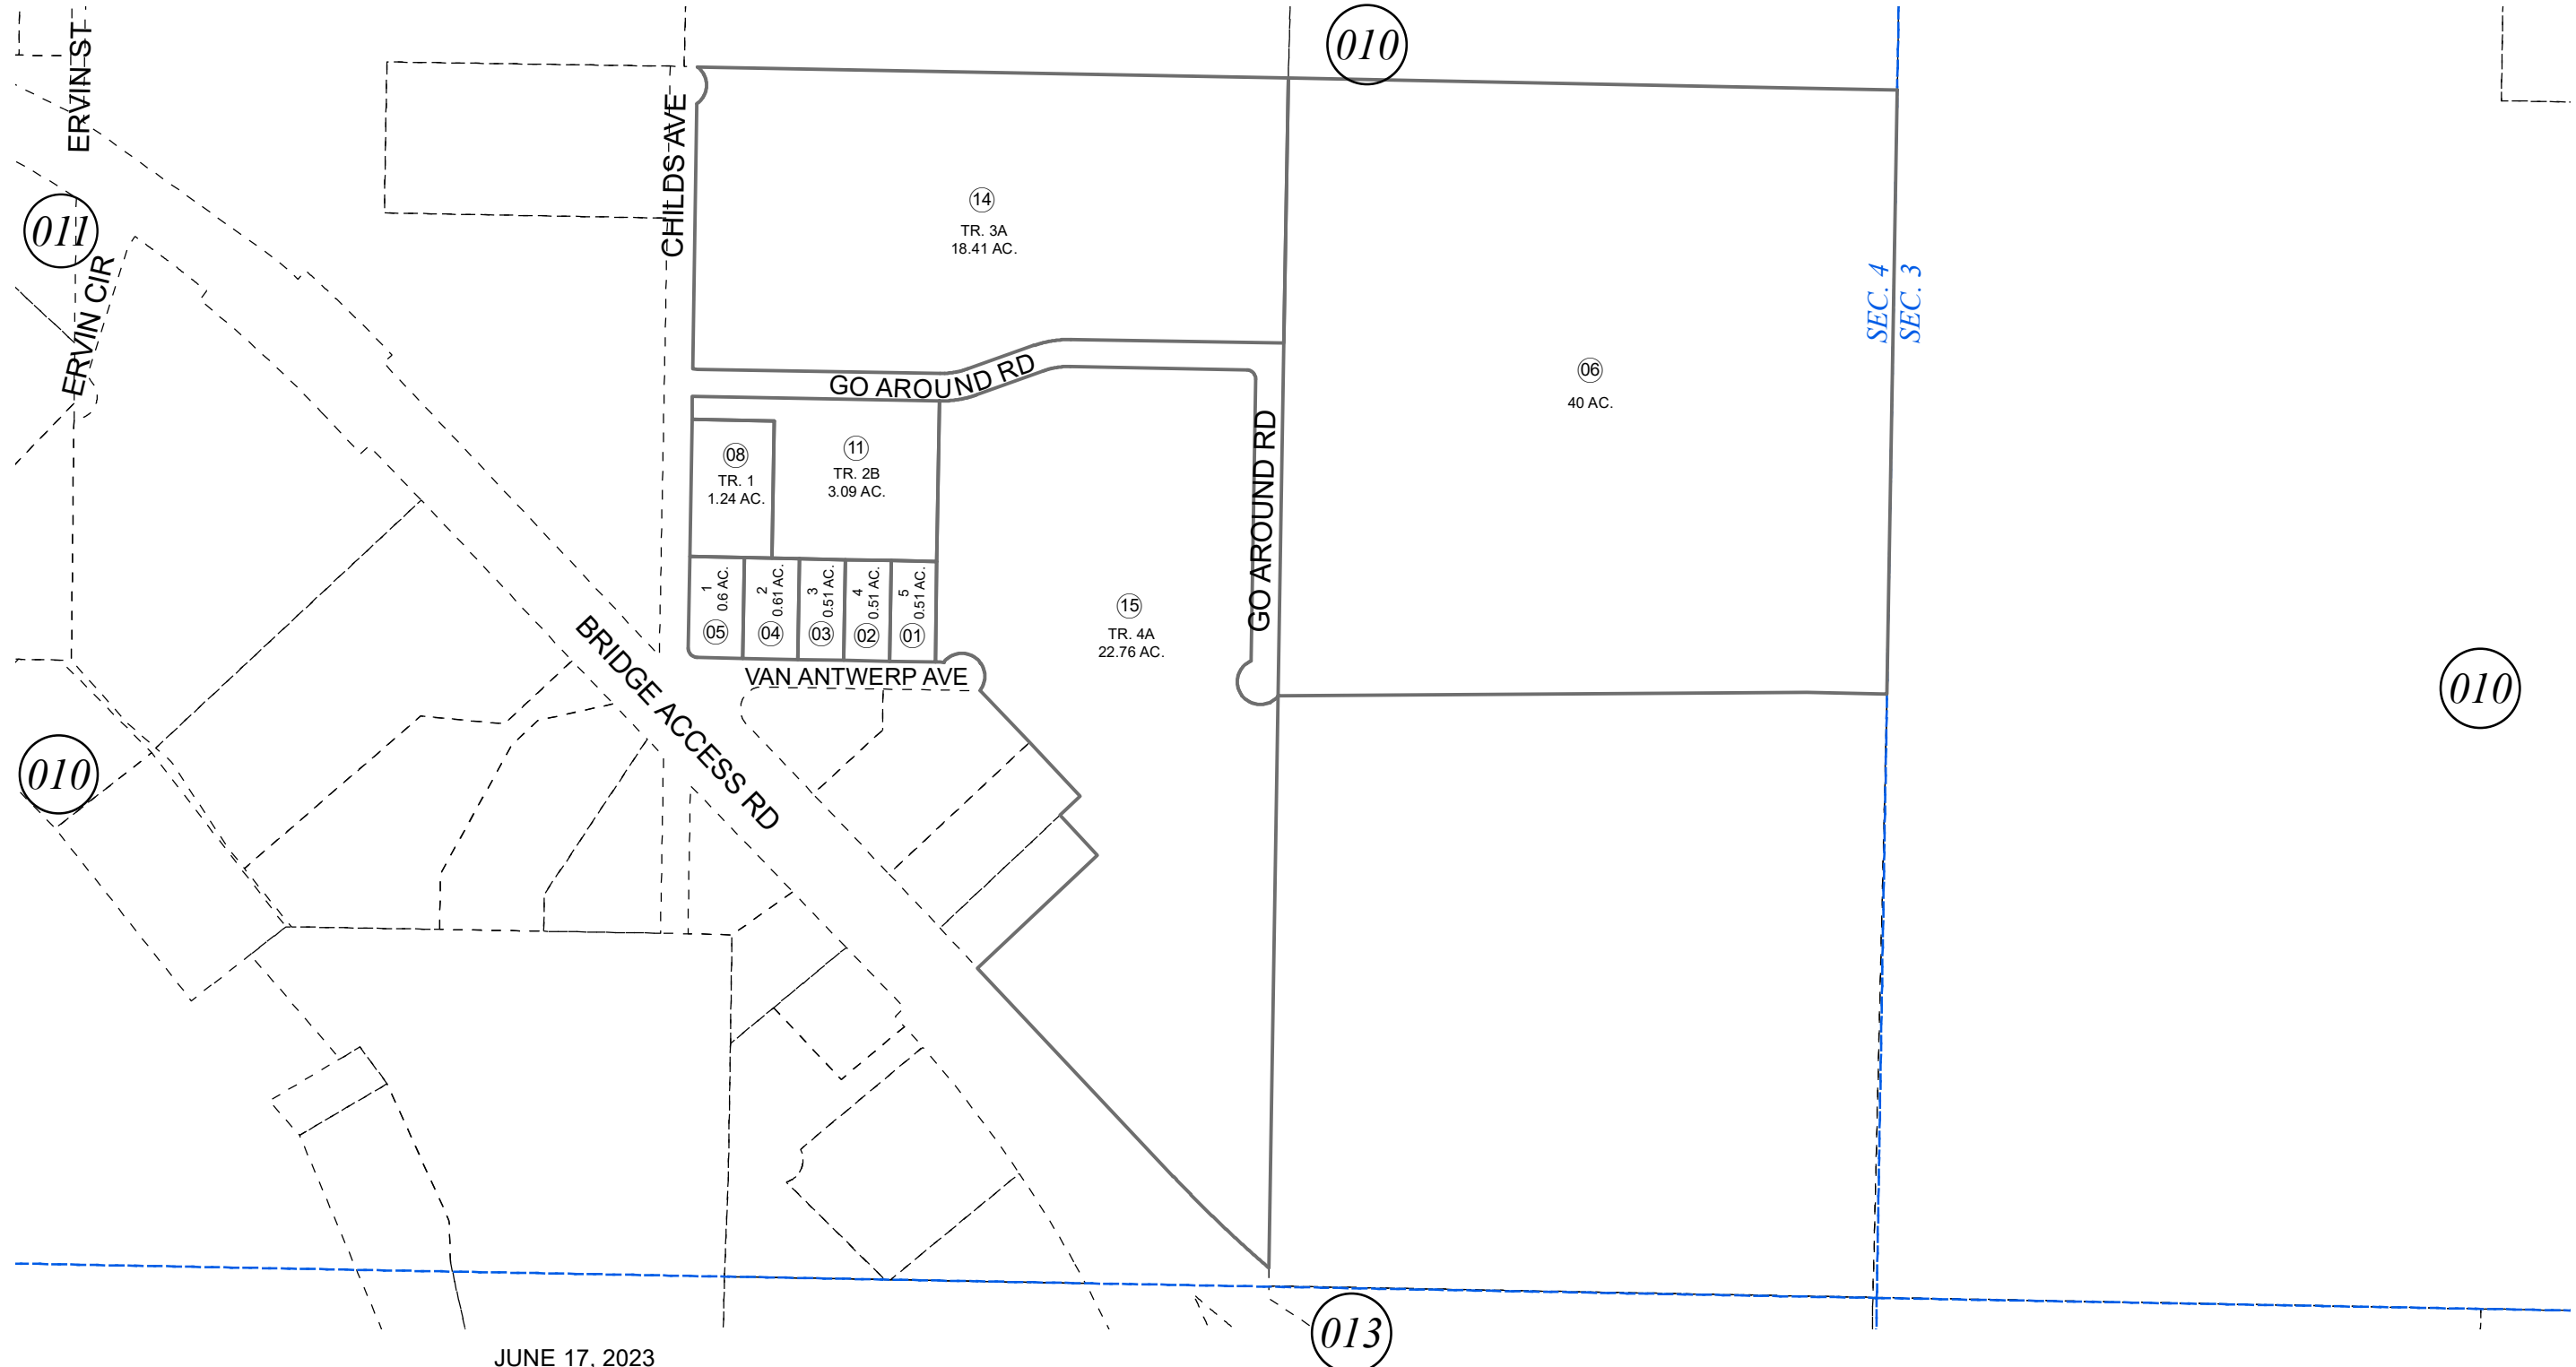 ERVIN ST
010
011
CHILDS AVE
14
TR. 3A
18.41 AC.
SEC. 4
SEC. 3
ERVIN CIR
GO AROUND RD
06
40 AC.
08
TR. 1
1.24 AC.
11
TR. 2B
3.09 AC.
GO AROUND RD
1
0.6 AC.
05
2
0.61 AC.
04
3
0.51 AC.
03
4
0.51 AC.
02
5
0.51 AC.
01
15
TR. 4A
22.76 AC.
BRIDGE ACCESS RD
VAN ANTWERP AVE
010
010
013
JUNE 17, 2023